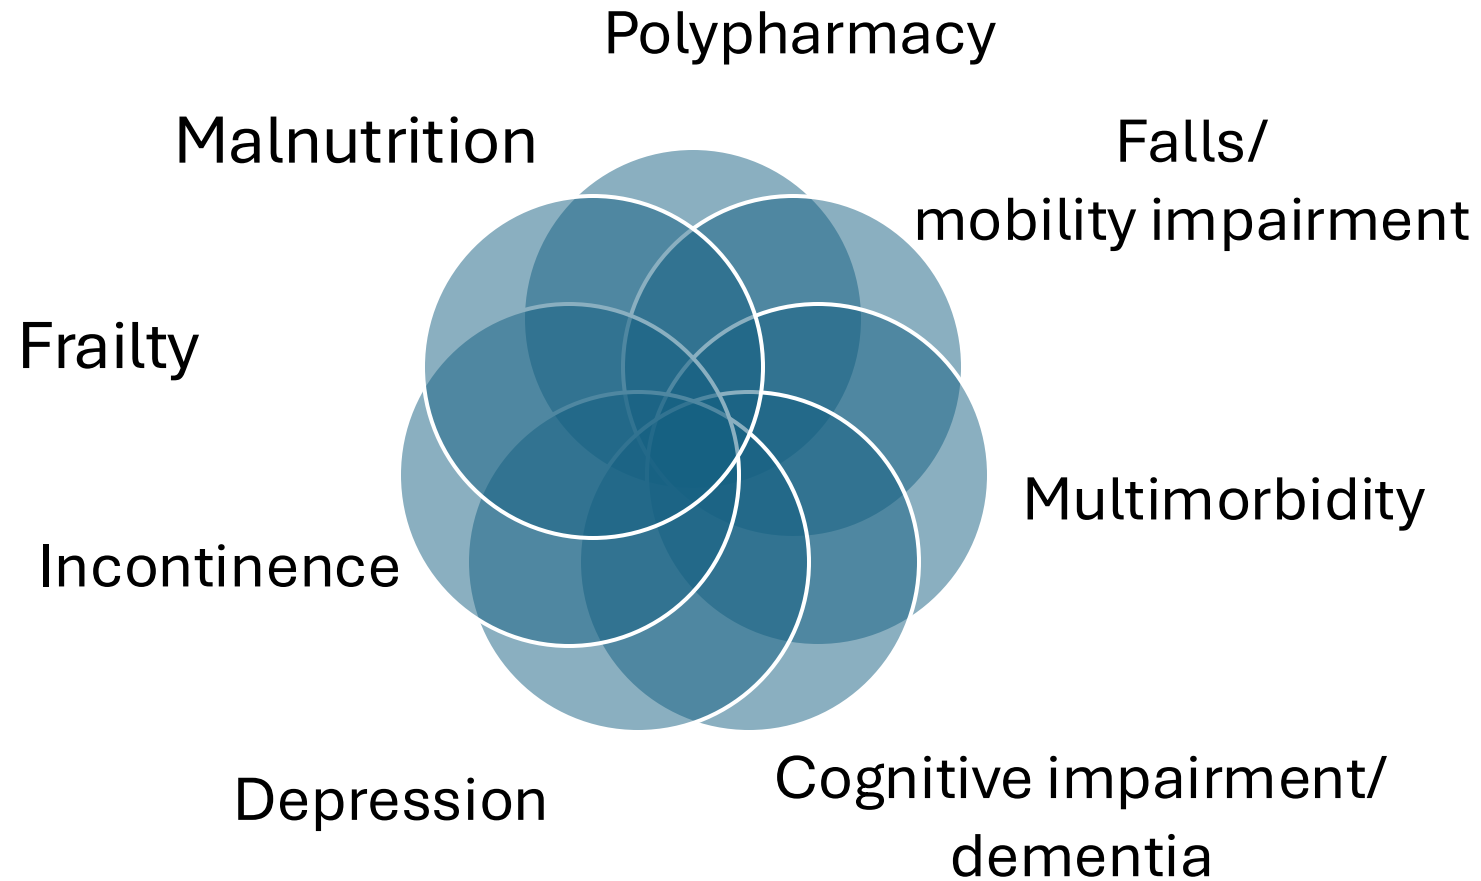 Polypharmacy
Malnutrition
Falls/
mobility impairment
Frailty
Multimorbidity
Incontinence
Depression
Cognitive impairment/
dementia